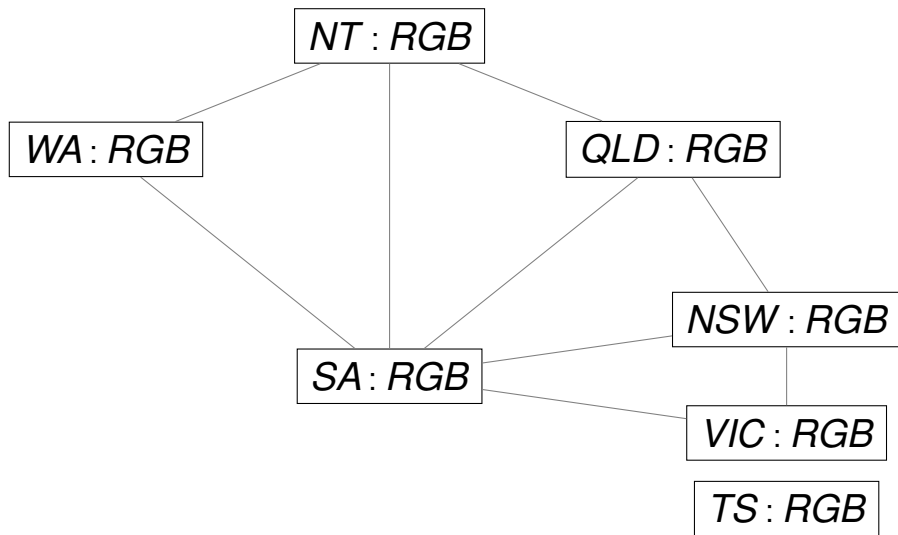 NT : RGB
WA : RGB
QLD : RGB
NSW : RGB
SA : RGB
VIC : RGB
TS : RGB